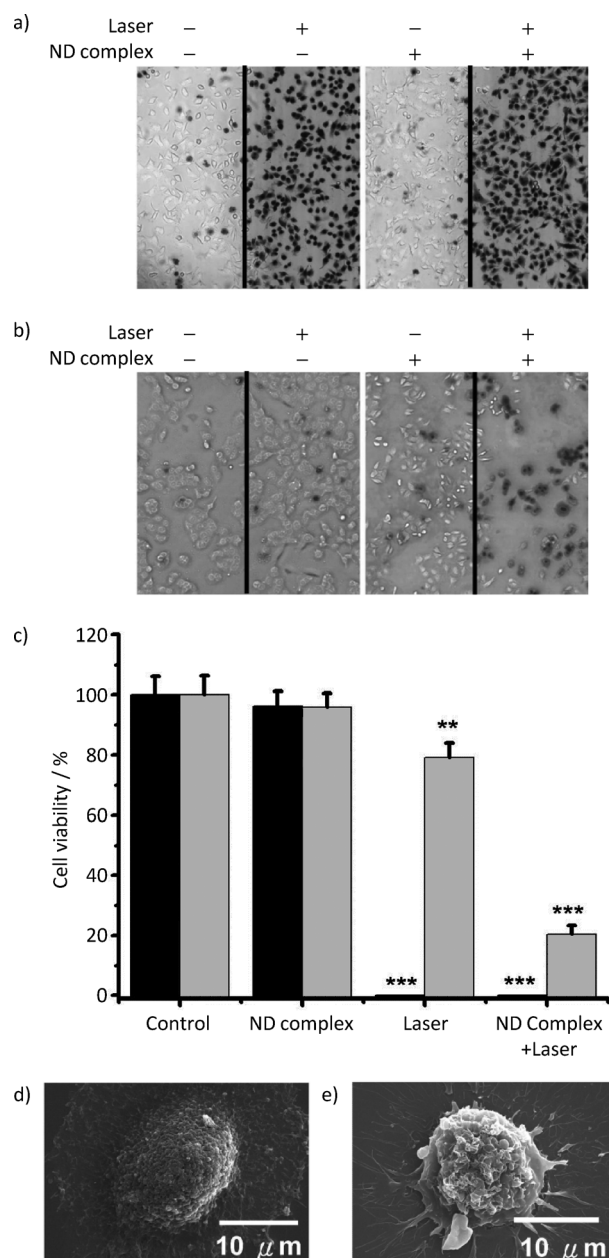 a)
Laser − + − +
ND complex − − + +
b)
Laser − + − +
ND complex − − + +
c)
120
100
80
60
40
20
0
Cell viability / %
**
***
*** ***
Control ND complex Laser ND Complex
+Laser
d) e)
10 μm 10 μm